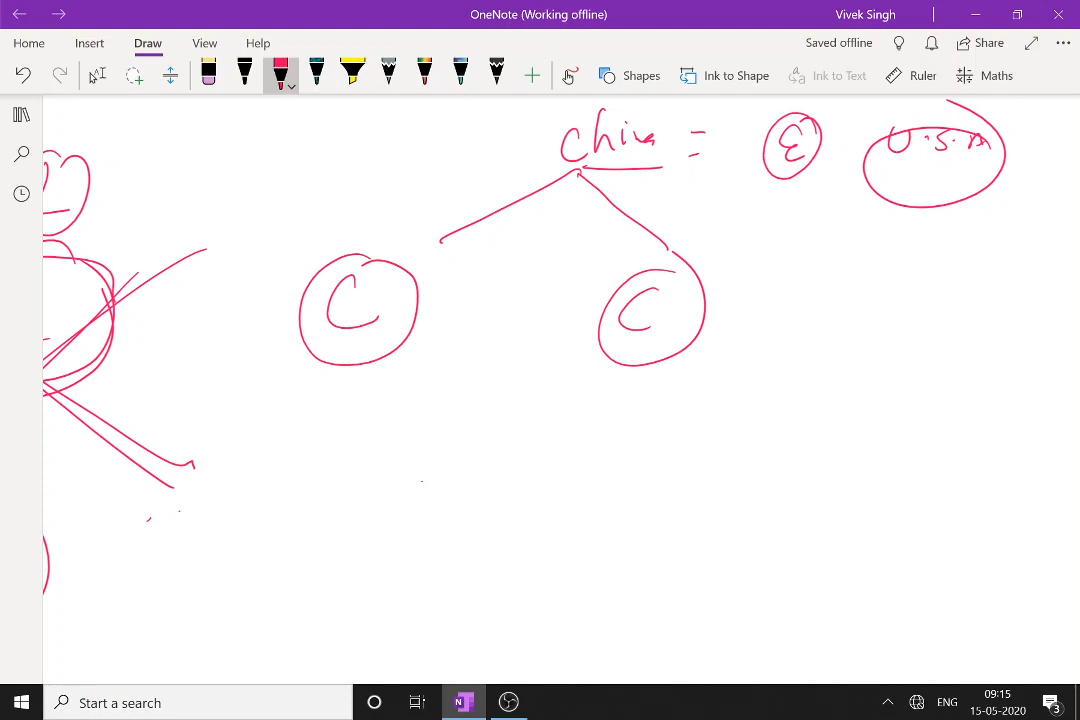 OneNote (Working offline)
Vivek Singh
Home Insert Draw View Help
Saved offline
Share
Shapes
Ink to Shape
Ink to Text
Ruler
Maths
China = E U.S.A
C C
Start a search
ENG
09:15
15-05-2020
3